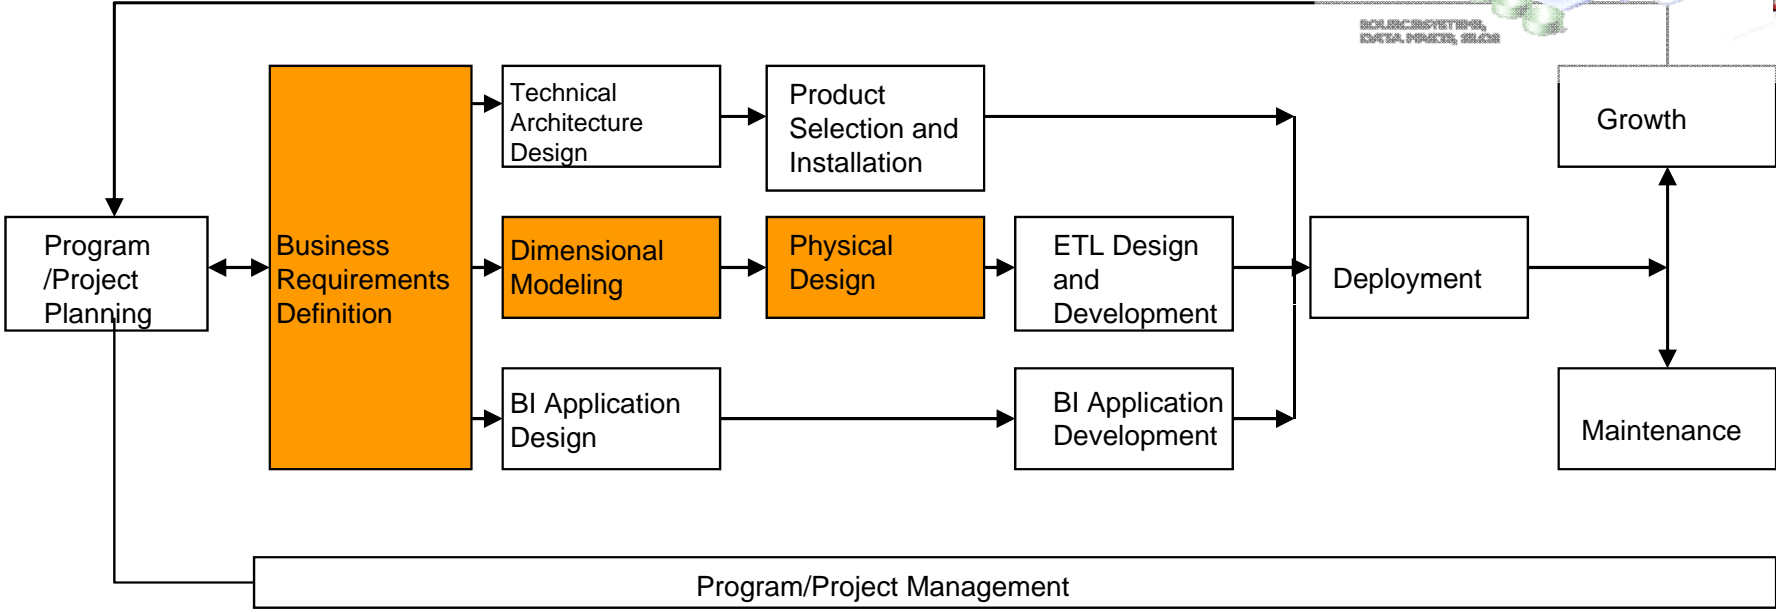 Technical
Architecture
Design
Product
Selection and
Installation
Growth
Program
/Project
Planning
Business
Requirements
Definition
Dimensional
Modeling
Physical
Design
ETL Design
and
Development
Deployment
BI Application
Design
BI Application
Development
Maintenance
Program/Project Management